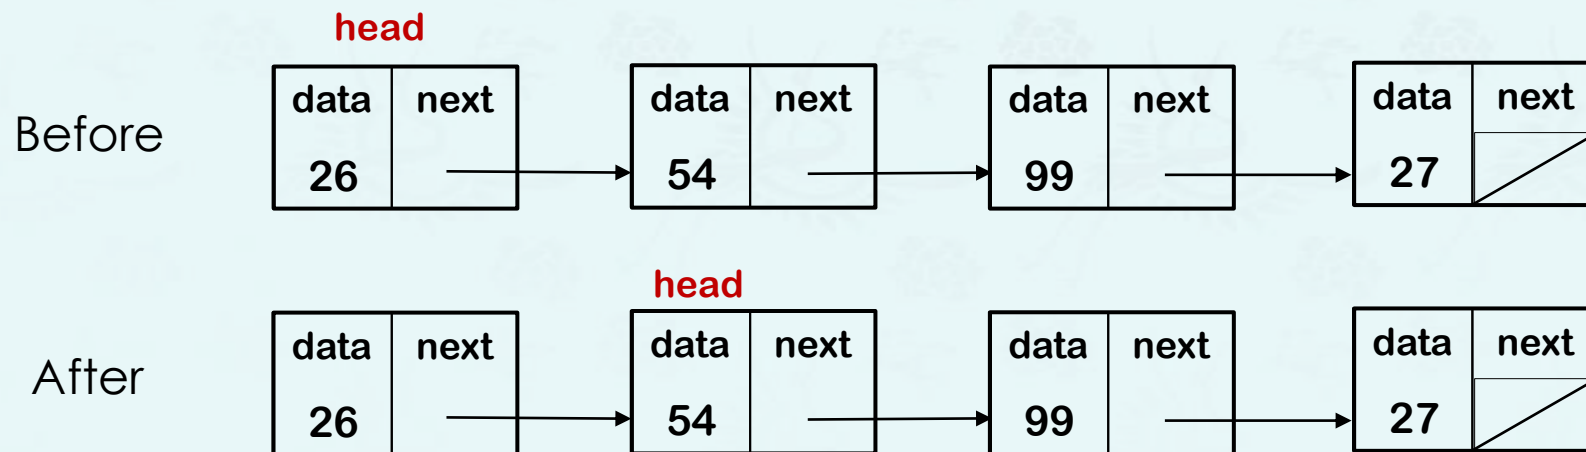 head
data next data next data next data next
Before
26 54 99 27
head
data next data next data next data next
After
26 54 99 27